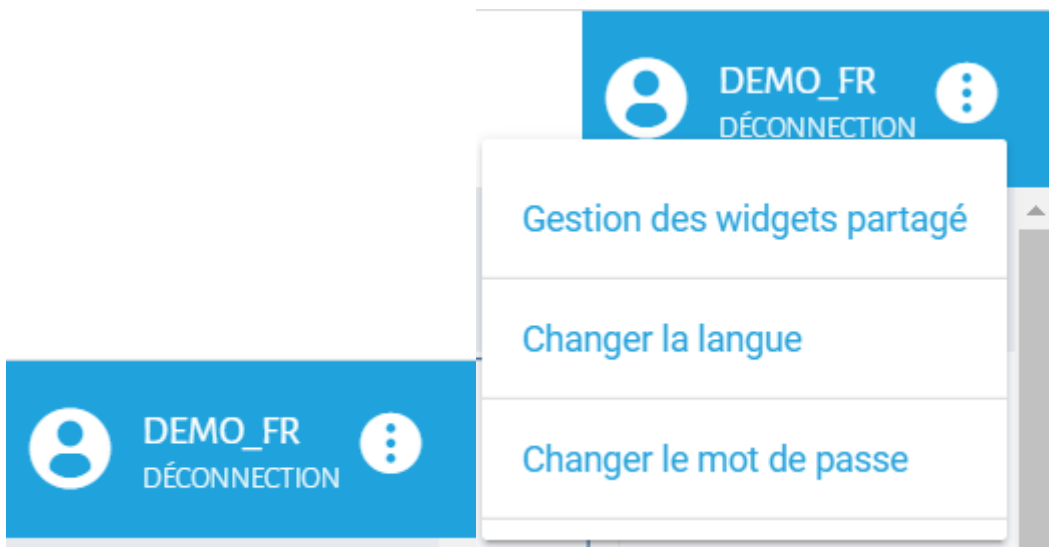 DEMO_FR
DÉCONNECTION
Gestion des widgets partagé
Changer la langue
Changer le mot de passe
DEMO_FR
DÉCONNECTION